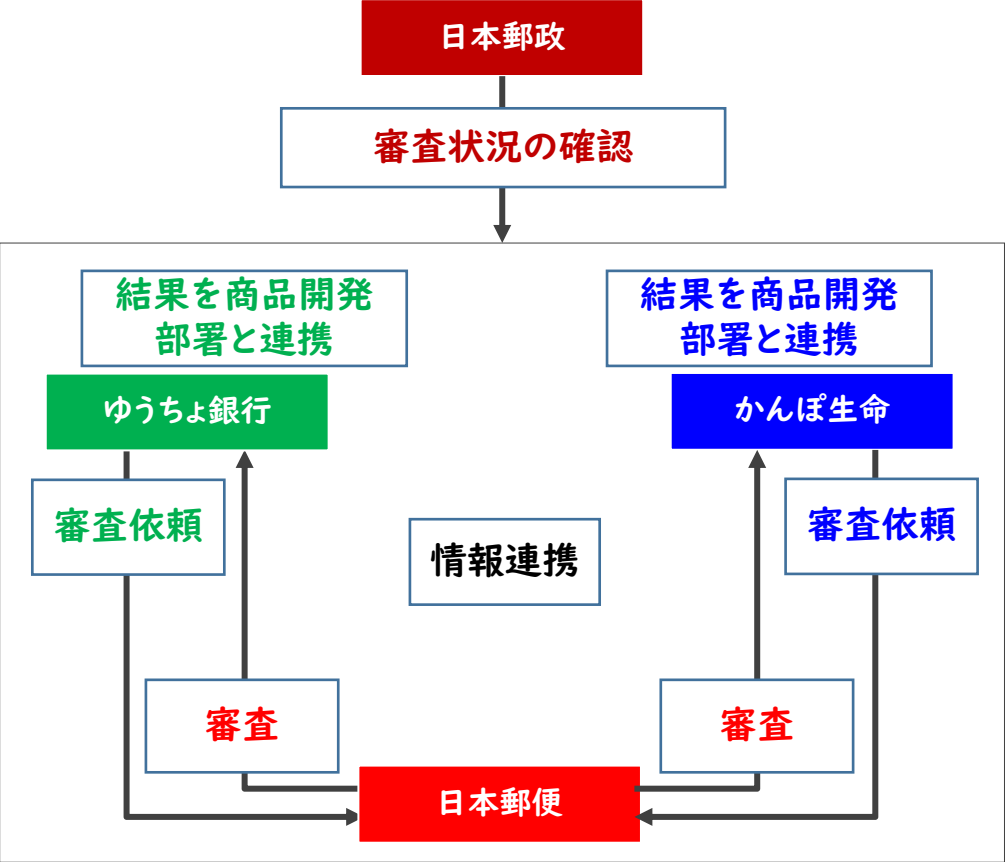 日本郵政
審査状況の確認
結果を商品開発
部署と連携
結果を商品開発
部署と連携
ゆうちょ銀行
かんぽ生命
審査依頼
審査依頼
情報連携
審査
審査
日本郵便